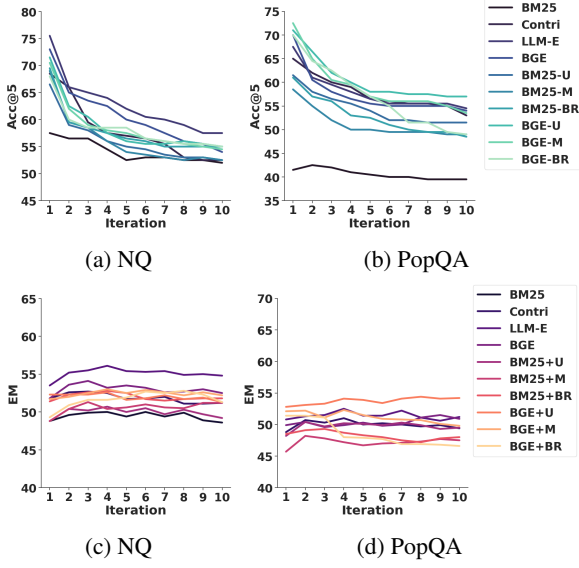 80
75
70
65
60
55
50
45
Acc@5
1 2 3 4 5 6 7 8 9 10
Iteration
(a) NQ
75
70
65
60
55
50
45
40
35
Acc@5
1 2 3 4 5 6 7 8 9 10
Iteration
(b) PopQA
BM25
Contri
LLM-E
BGE
BM25-U
BM25-M
BM25-BR
BGE-U
BGE-M
BGE-BR
65
60
55
50
45
40
EM
1 2 3 4 5 6 7 8 9 10
Iteration
(c) NQ
70
65
60
55
50
45
40
EM
1 2 3 4 5 6 7 8 9 10
Iteration
(d) PopQA
BM25
Contri
LLM-E
BGE
BM25+U
BM25+M
BM25+BR
BGE+U
BGE+M
BGE+BR